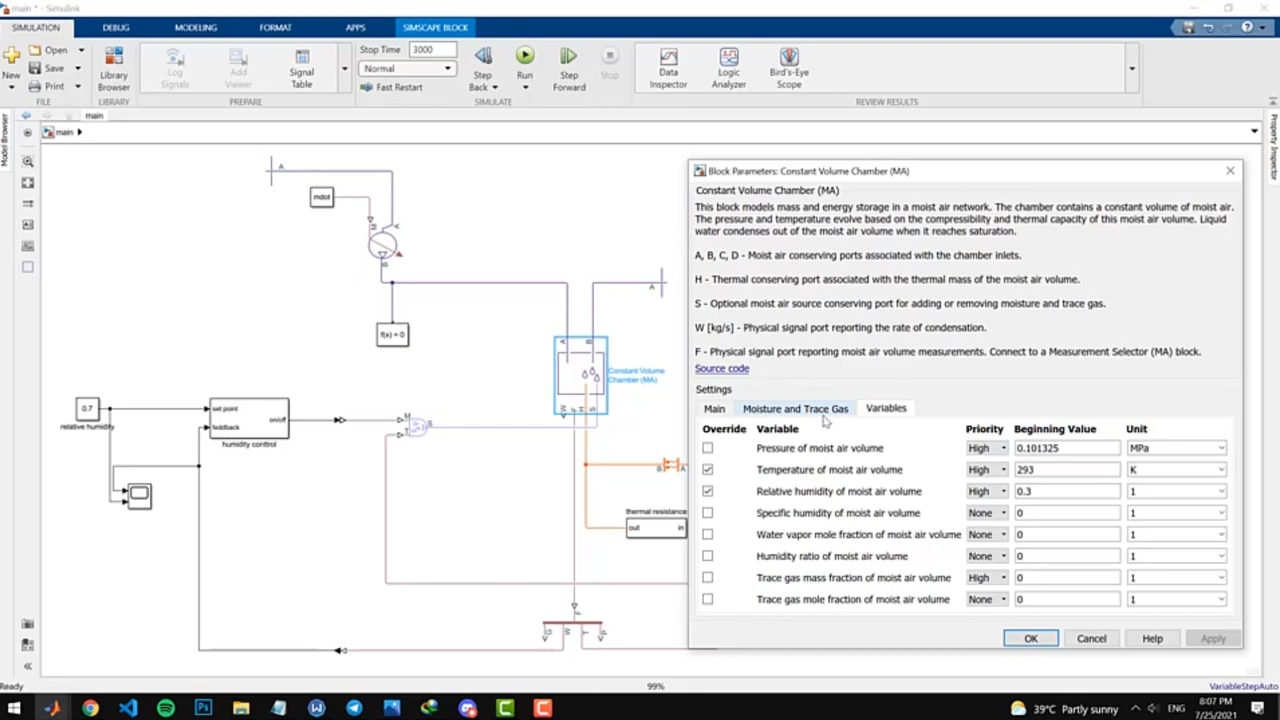 main * - Simulink
SIMULATION DEBUG MODELING FORMAT APPS SIMSCAPE BLOCK
New
Open
Save
Print
FILE
Library
Browser
LIBRARY
Log
Signals
Add
Viewer
Signal
Table
PREPARE
Stop Time 3000
Normal
Fast Restart
Step
Back
Run
Step
Forward
Stop
SIMULATE
Data
Inspector
Logic
Analyzer
Bird's-Eye
Scope
REVIEW RESULTS
main
main
Model Browser
Property Inspector
A
mdot
M
A
B
f(x) = 0
A
A
B
Constant Volume
Chamber (MA)
W
F
H
S
0.7
relative humidity
set point
feddback
on/off
humidity cuntrol
M
T
S
B
A
thermal resistance
out
in
F
G
W
T
P
Block Parameters: Constant Volume Chamber (MA)
Constant Volume Chamber (MA)
This block models mass and energy storage in a moist air network. The chamber contains a constant volume of moist air.
The pressure and temperature evolve based on the compressibility and thermal capacity of this moist air volume. Liquid
water condenses out of the moist air volume when it reaches saturation.
A, B, C, D - Moist air conserving ports associated with the chamber inlets.
H - Thermal conserving port associated with the thermal mass of the moist air volume.
S - Optional moist air source conserving port for adding or removing moisture and trace gas.
W [kg/s] - Physical signal port reporting the rate of condensation.
F - Physical signal port reporting moist air volume measurements. Connect to a Measurement Selector (MA) block.
Source code
Settings
Main Moisture and Trace Gas Variables
Override Variable Priority Beginning Value Unit
Pressure of moist air volume High 0.101325 MPa
Temperature of moist air volume High 293 K
Relative humidity of moist air volume High 0.3 1
Specific humidity of moist air volume None 0 1
Water vapor mole fraction of moist air volume None 0 1
Humidity ratio of moist air volume None 0 1
Trace gas mass fraction of moist air volume High 0 1
Trace gas mole fraction of moist air volume None 0 1
OK Cancel Help Apply
Ready 99% VariableStepAuto
39°C Partly sunny ENG 8:07 PM
7/25/2021